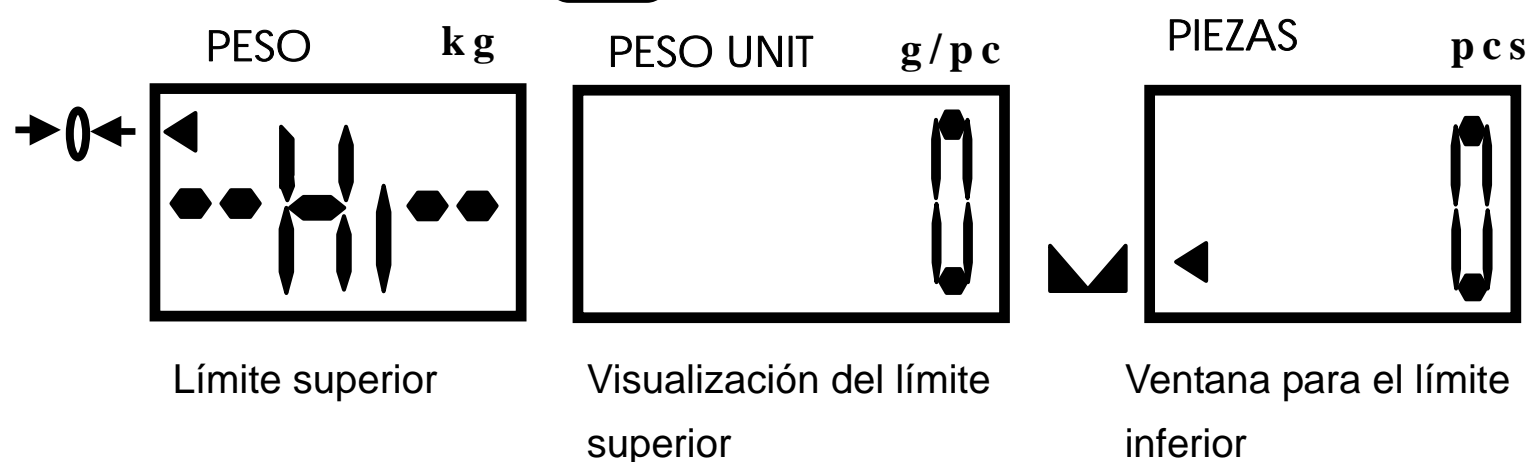 PESO kg PESO UNIT g/pc PIEZAS pcs
→0←
--HI-- 0 0
Límite superior Visualización del límite Ventana para el límite
superior inferior